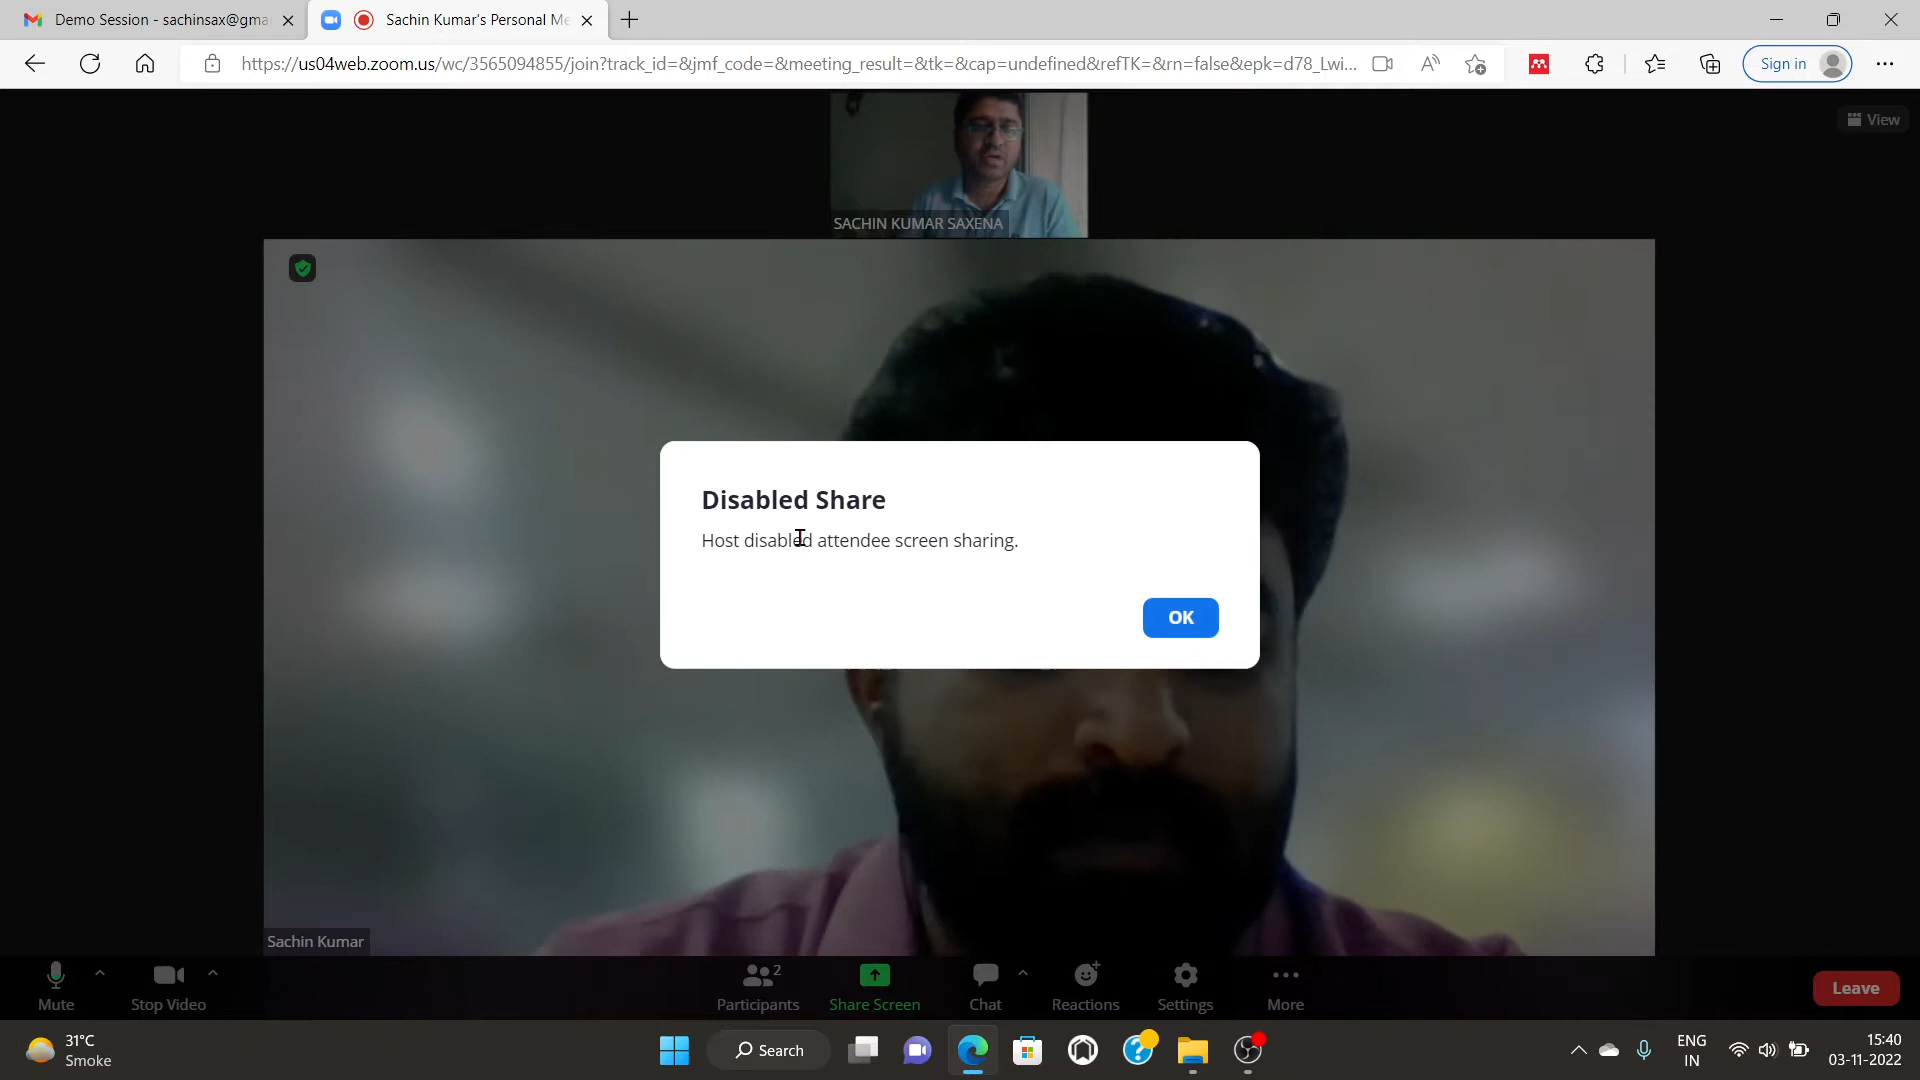 Demo Session - sachinsax@gma
Sachin Kumar's Personal Me
https://us04web.zoom.us/wc/3565094855/join?track_id=&jmf_code=&meeting_result=&tk=&cap=undefined&refTK=&rn=false&epk=d78_Lwi...
Sign in
View
SACHIN KUMAR SAXENA
Disabled Share
Host disabled attendee screen sharing.
OK
Sachin Kumar
Mute
Stop Video
Participants
2
Share Screen
Chat
Reactions
Settings
More
Leave
31°C
Smoke
Search
ENG
IN
15:40
03-11-2022